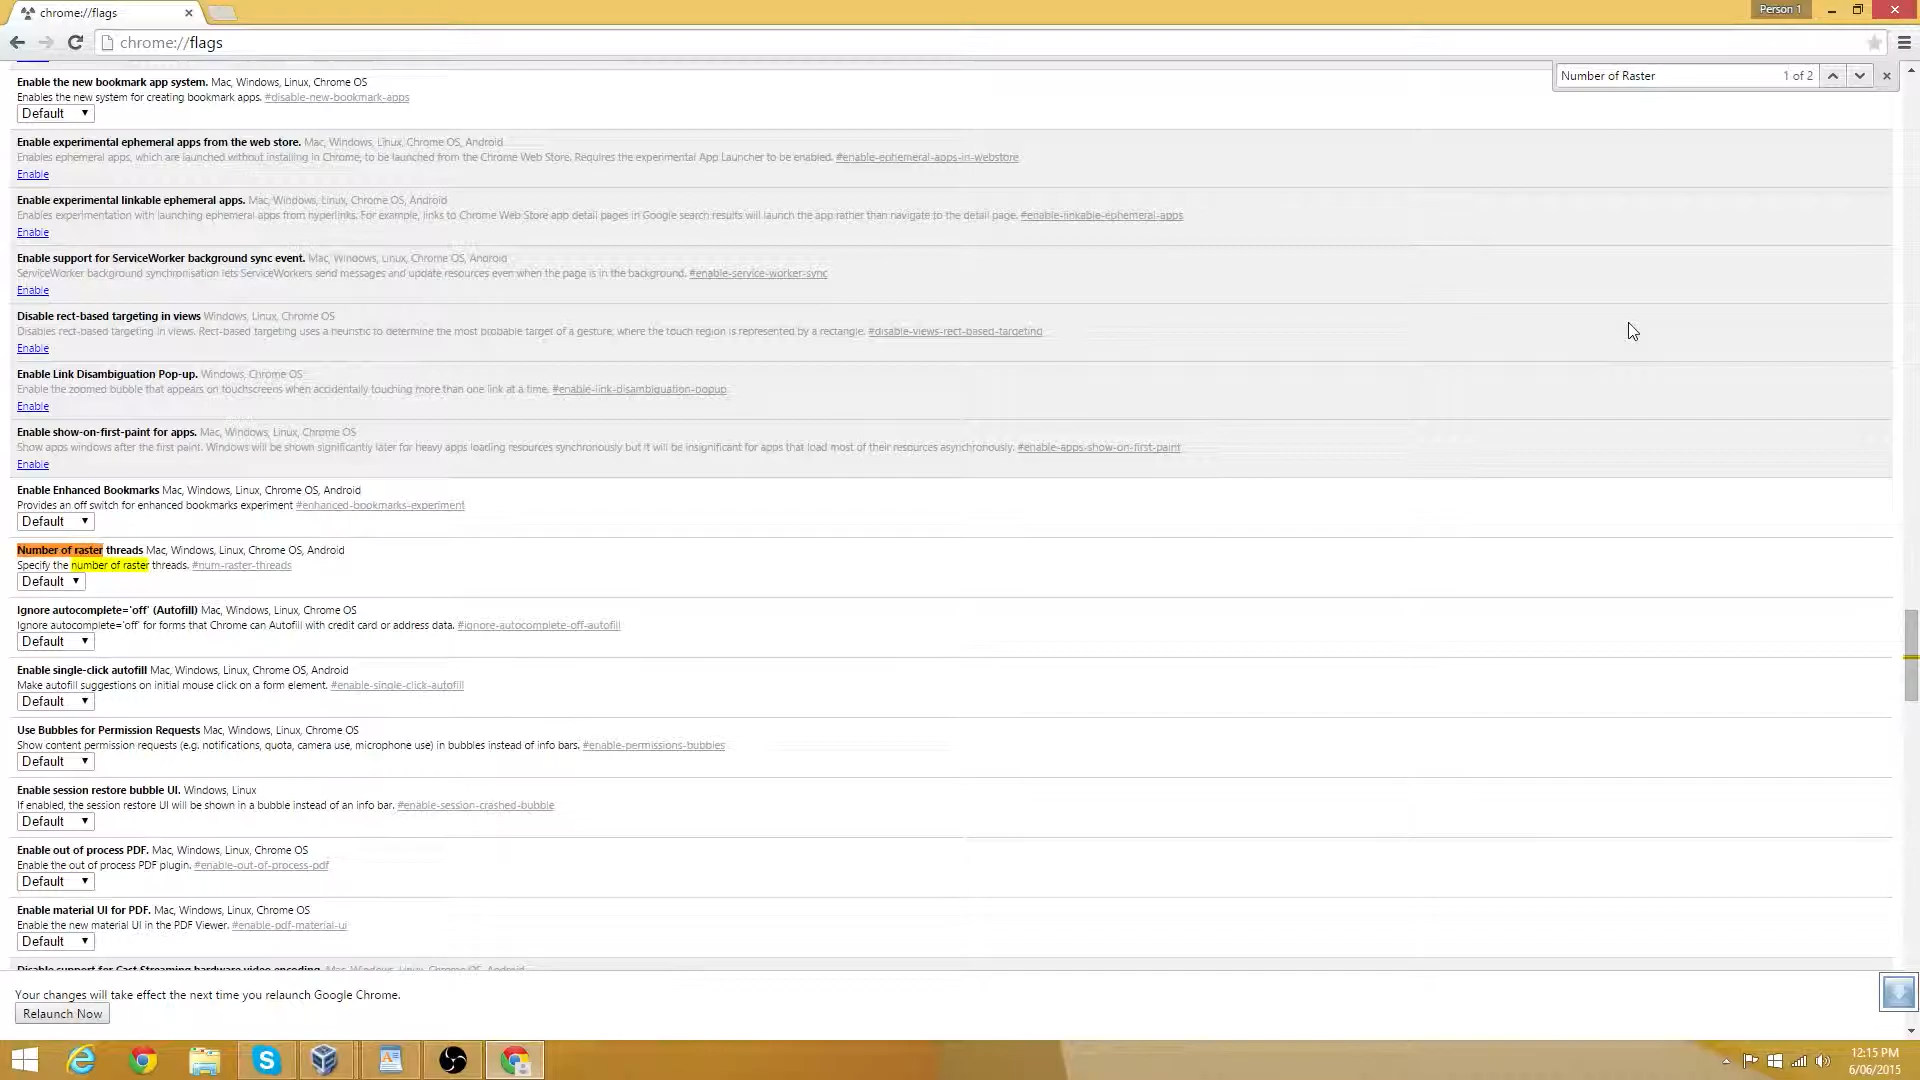 chrome://flags
Person 1
chrome://flags
Number of Raster 1 of 2
Enable the new bookmark app system. Mac, Windows, Linux, Chrome OS
Enables the new system for creating bookmark apps. #disable-new-bookmark-apps
Default
Enable experimental ephemeral apps from the web store. Mac, Windows, Linux, Chrome OS, Android
Enables ephemeral apps, which are launched without installing in Chrome, to be launched from the Chrome Web Store. Requires the experimental App Launcher to be enabled. #enable-ephemeral-apps-in-webstore
Enable
Enable experimental linkable ephemeral apps. Mac, Windows, Linux, Chrome OS, Android
Enables experimentation with launching ephemeral apps from hyperlinks. For example, links to Chrome Web Store app detail pages in Google search results will launch the app rather than navigate to the detail page. #enable-linkable-ephemeral-apps
Enable
Enable support for ServiceWorker background sync event. Mac, Windows, Linux, Chrome OS, Android
ServiceWorker background synchronisation lets ServiceWorkers send messages and update resources even when the page is in the background. #enable-service-worker-sync
Enable
Disable rect-based targeting in views Windows, Linux, Chrome OS
Disables rect-based targeting in views. Rect-based targeting uses a heuristic to determine the most probable target of a gesture, where the touch region is represented by a rectangle. #disable-views-rect-based-targeting
Enable
Enable Link Disambiguation Pop-up. Windows, Chrome OS
Enable the zoomed bubble that appears on touchscreens when accidentally touching more than one link at a time. #enable-link-disambiguation-popup
Enable
Enable show-on-first-paint for apps. Mac, Windows, Linux, Chrome OS
Show apps windows after the first paint. Windows will be shown significantly later for heavy apps loading resources synchronously but it will be insignificant for apps that load most of their resources asynchronously. #enable-apps-show-on-first-paint
Enable
Enable Enhanced Bookmarks Mac, Windows, Linux, Chrome OS, Android
Provides an off switch for enhanced bookmarks experiment #enhanced-bookmarks-experiment
Default
Number of raster threads Mac, Windows, Linux, Chrome OS, Android
Specify the number of raster threads. #num-raster-threads
Default
Ignore autocomplete='off' (Autofill) Mac, Windows, Linux, Chrome OS
Ignore autocomplete='off' for forms that Chrome can Autofill with credit card or address data. #ignore-autocomplete-off-autofill
Default
Enable single-click autofill Mac, Windows, Linux, Chrome OS, Android
Make autofill suggestions on initial mouse click on a form element. #enable-single-click-autofill
Default
Use Bubbles for Permission Requests Mac, Windows, Linux, Chrome OS
Show content permission requests (e.g. notifications, quota, camera use, microphone use) in bubbles instead of info bars. #enable-permissions-bubbles
Default
Enable session restore bubble UI. Windows, Linux
If enabled, the session restore UI will be shown in a bubble instead of an info bar. #enable-session-crashed-bubble
Default
Enable out of process PDF. Mac, Windows, Linux, Chrome OS
Enable the out of process PDF plugin. #enable-out-of-process-pdf
Default
Enable material UI for PDF. Mac, Windows, Linux, Chrome OS
Enable the new material UI in the PDF Viewer. #enable-pdf-material-ui
Default
Disable support for Cast Streaming hardware video encoding. Mac, Windows, Linux, Chrome OS, Android
Your changes will take effect the next time you relaunch Google Chrome.
Relaunch Now
12:15 PM
6/06/2015